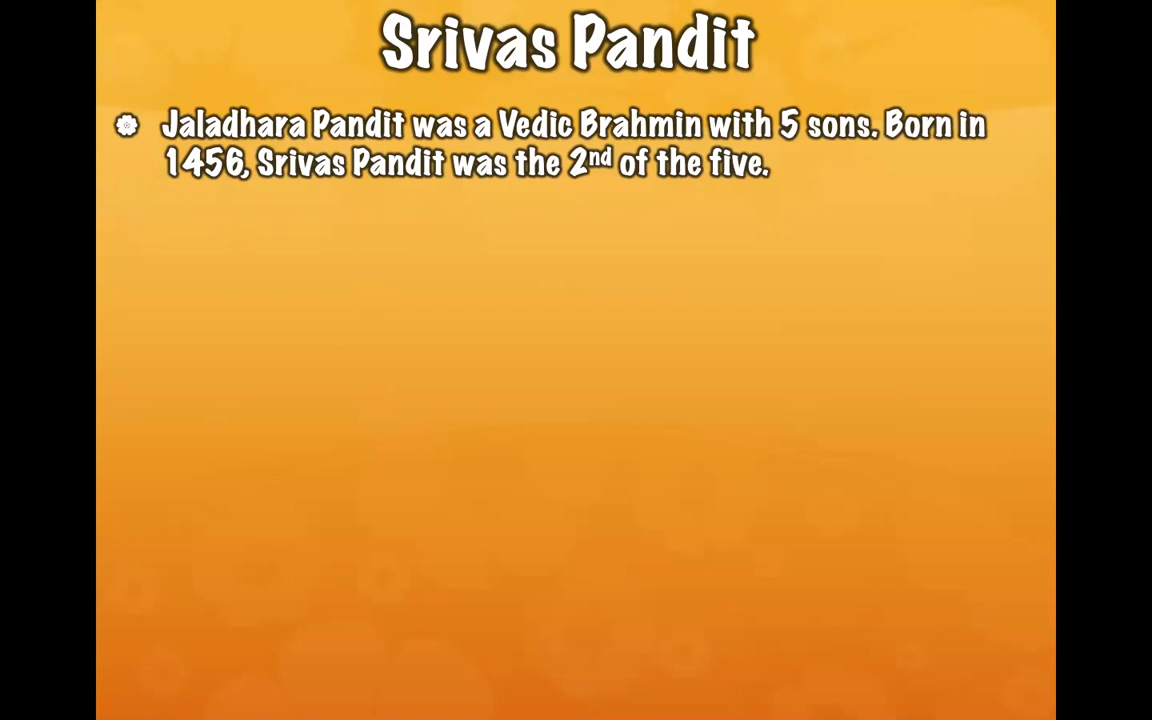 Srivas Pandit
Jaladhara Pandit was a Vedic Brahmin with 5 sons. Born in
1456, Srivas Pandit was the 2nd of the five.